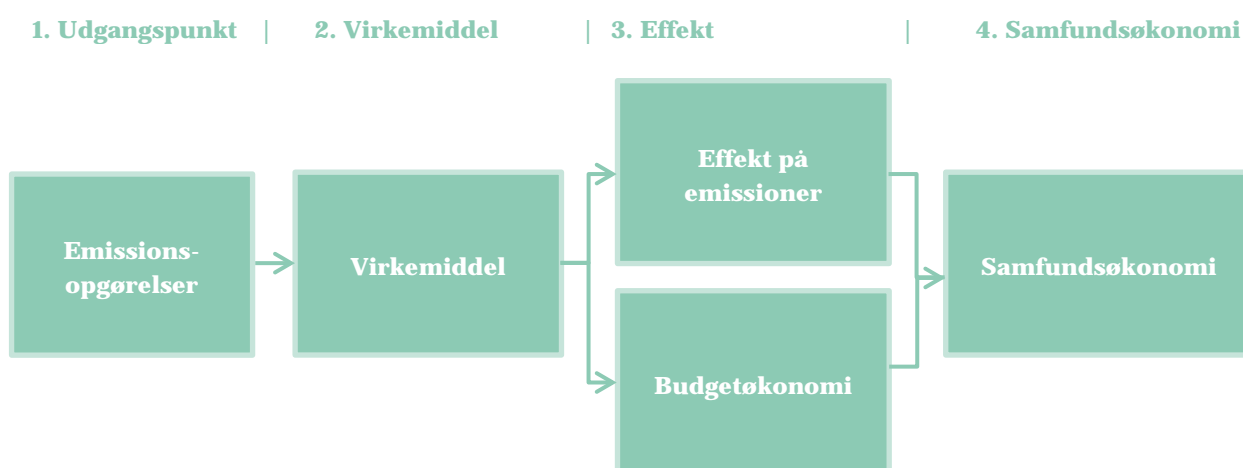 1. Udgangspunkt | 2. Virkemiddel | 3. Effekt | 4. Samfundsøkonomi
Emissions-
opgørelser
Virkemiddel
Effekt på
emissioner
Budgetøkonomi
Samfundsøkonomi